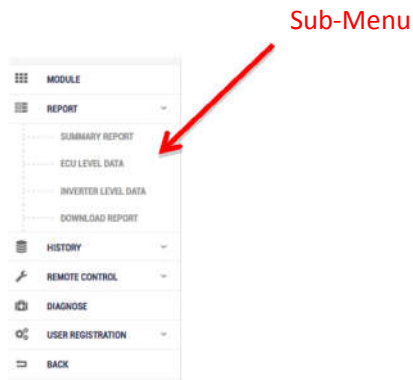 Sub-Menu
MODULE
REPORT
SUMMARY REPORT
ECU LEVEL DATA
INVERTER LEVEL DATA
DOWNLOAD REPORT
HISTORY
REMOTE CONTROL
DIAGNOSE
USER REGISTRATION
BACK